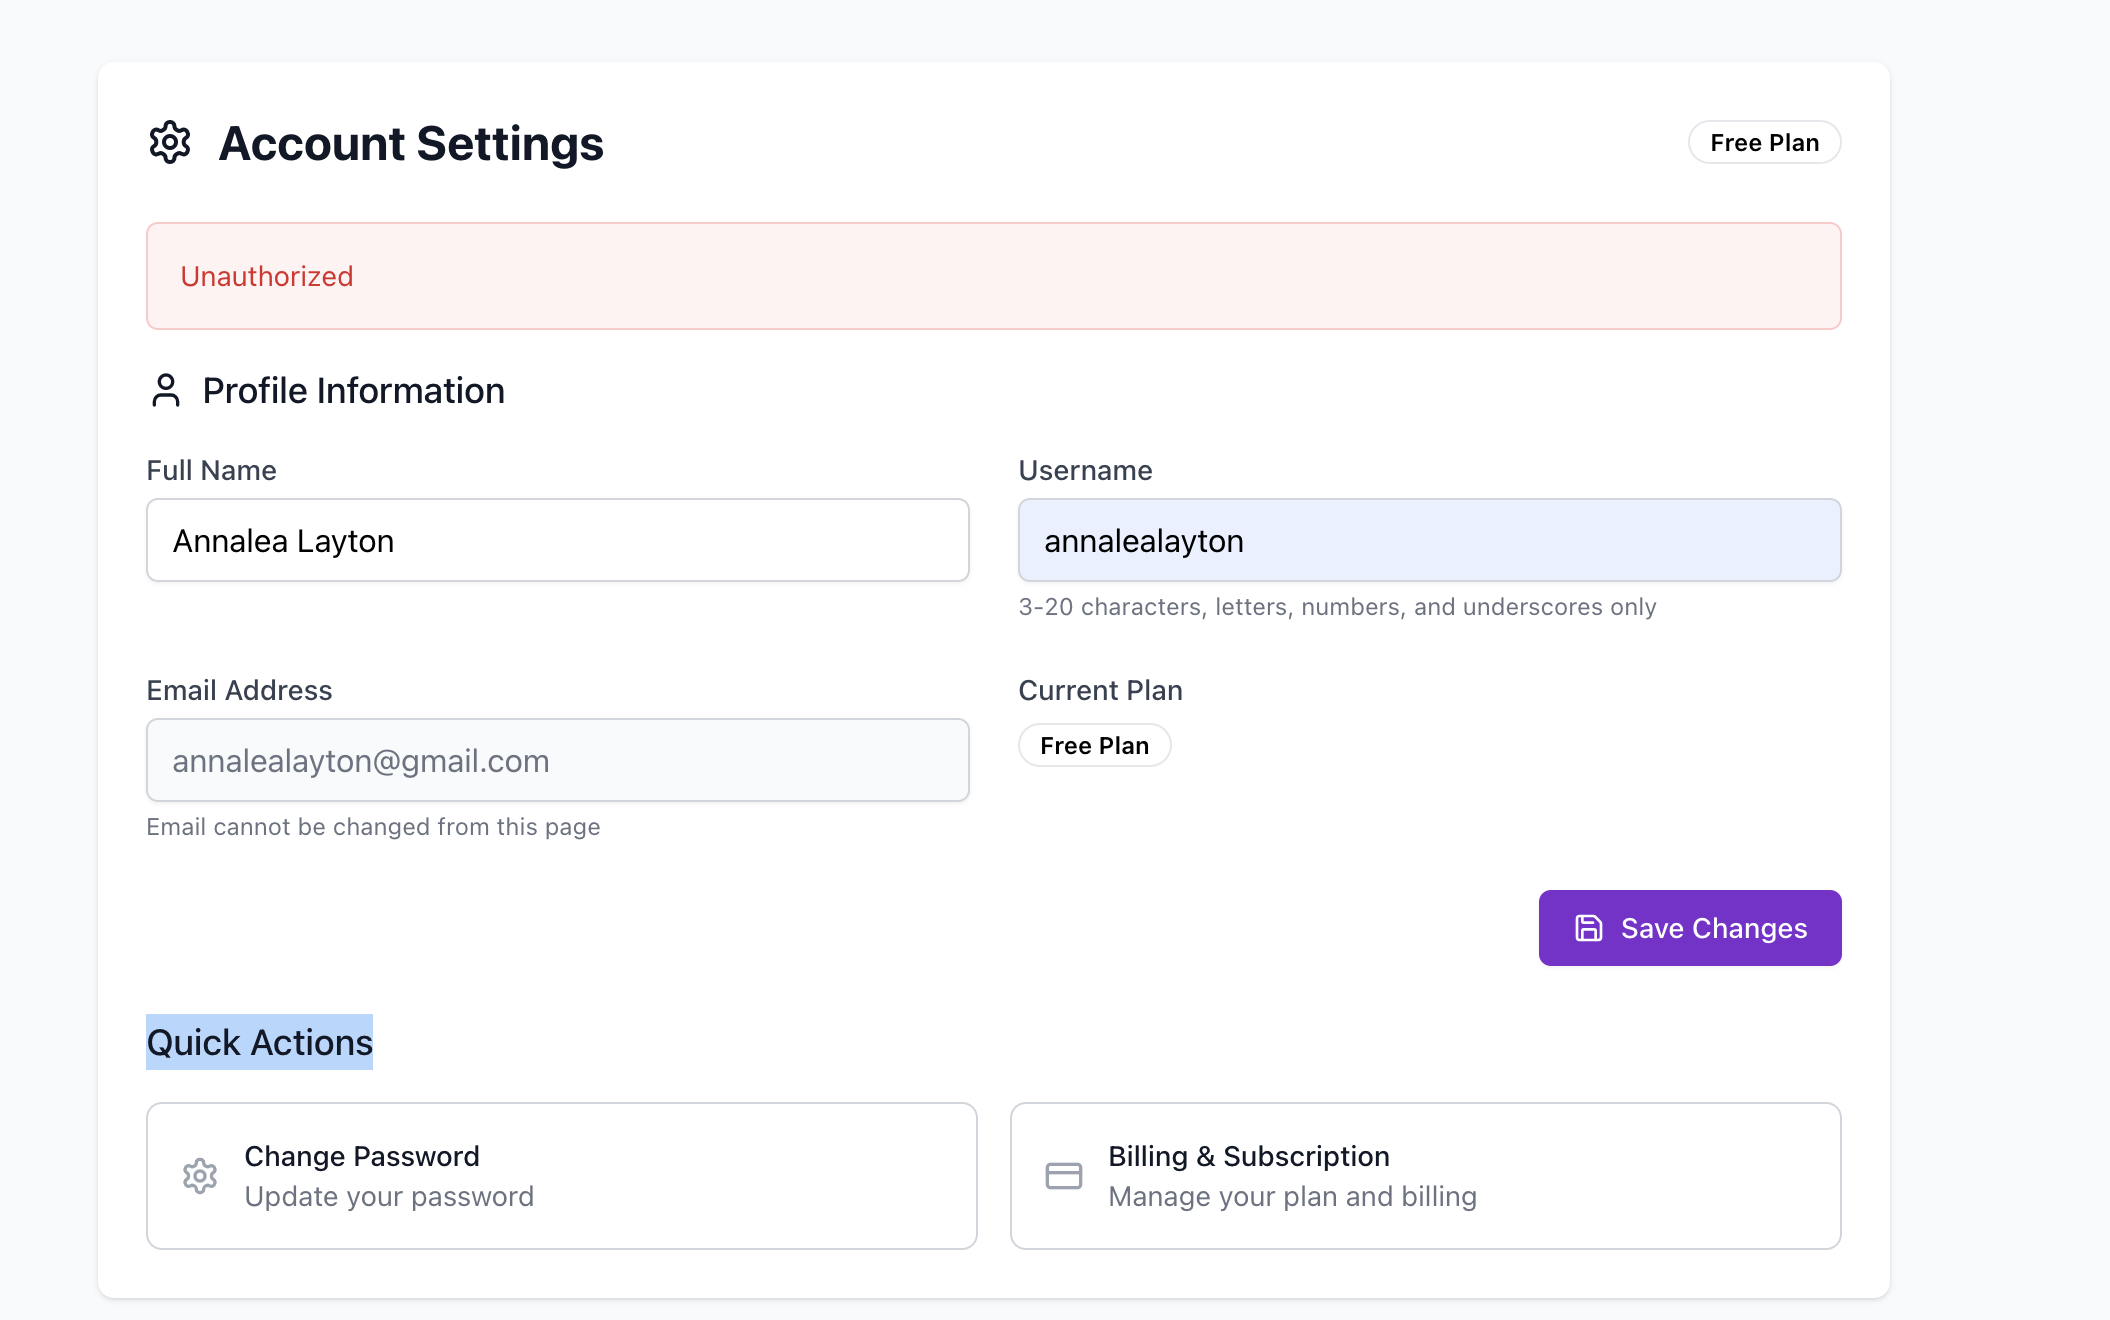 Account Settings
Free Plan
Unauthorized
Profile Information
Full Name
Annalea Layton
Username
annalealayton
3-20 characters, letters, numbers, and underscores only
Email Address
annalealayton@gmail.com
Email cannot be changed from this page
Current Plan
Free Plan
Save Changes
Quick Actions
Change Password
Update your password
Billing & Subscription
Manage your plan and billing